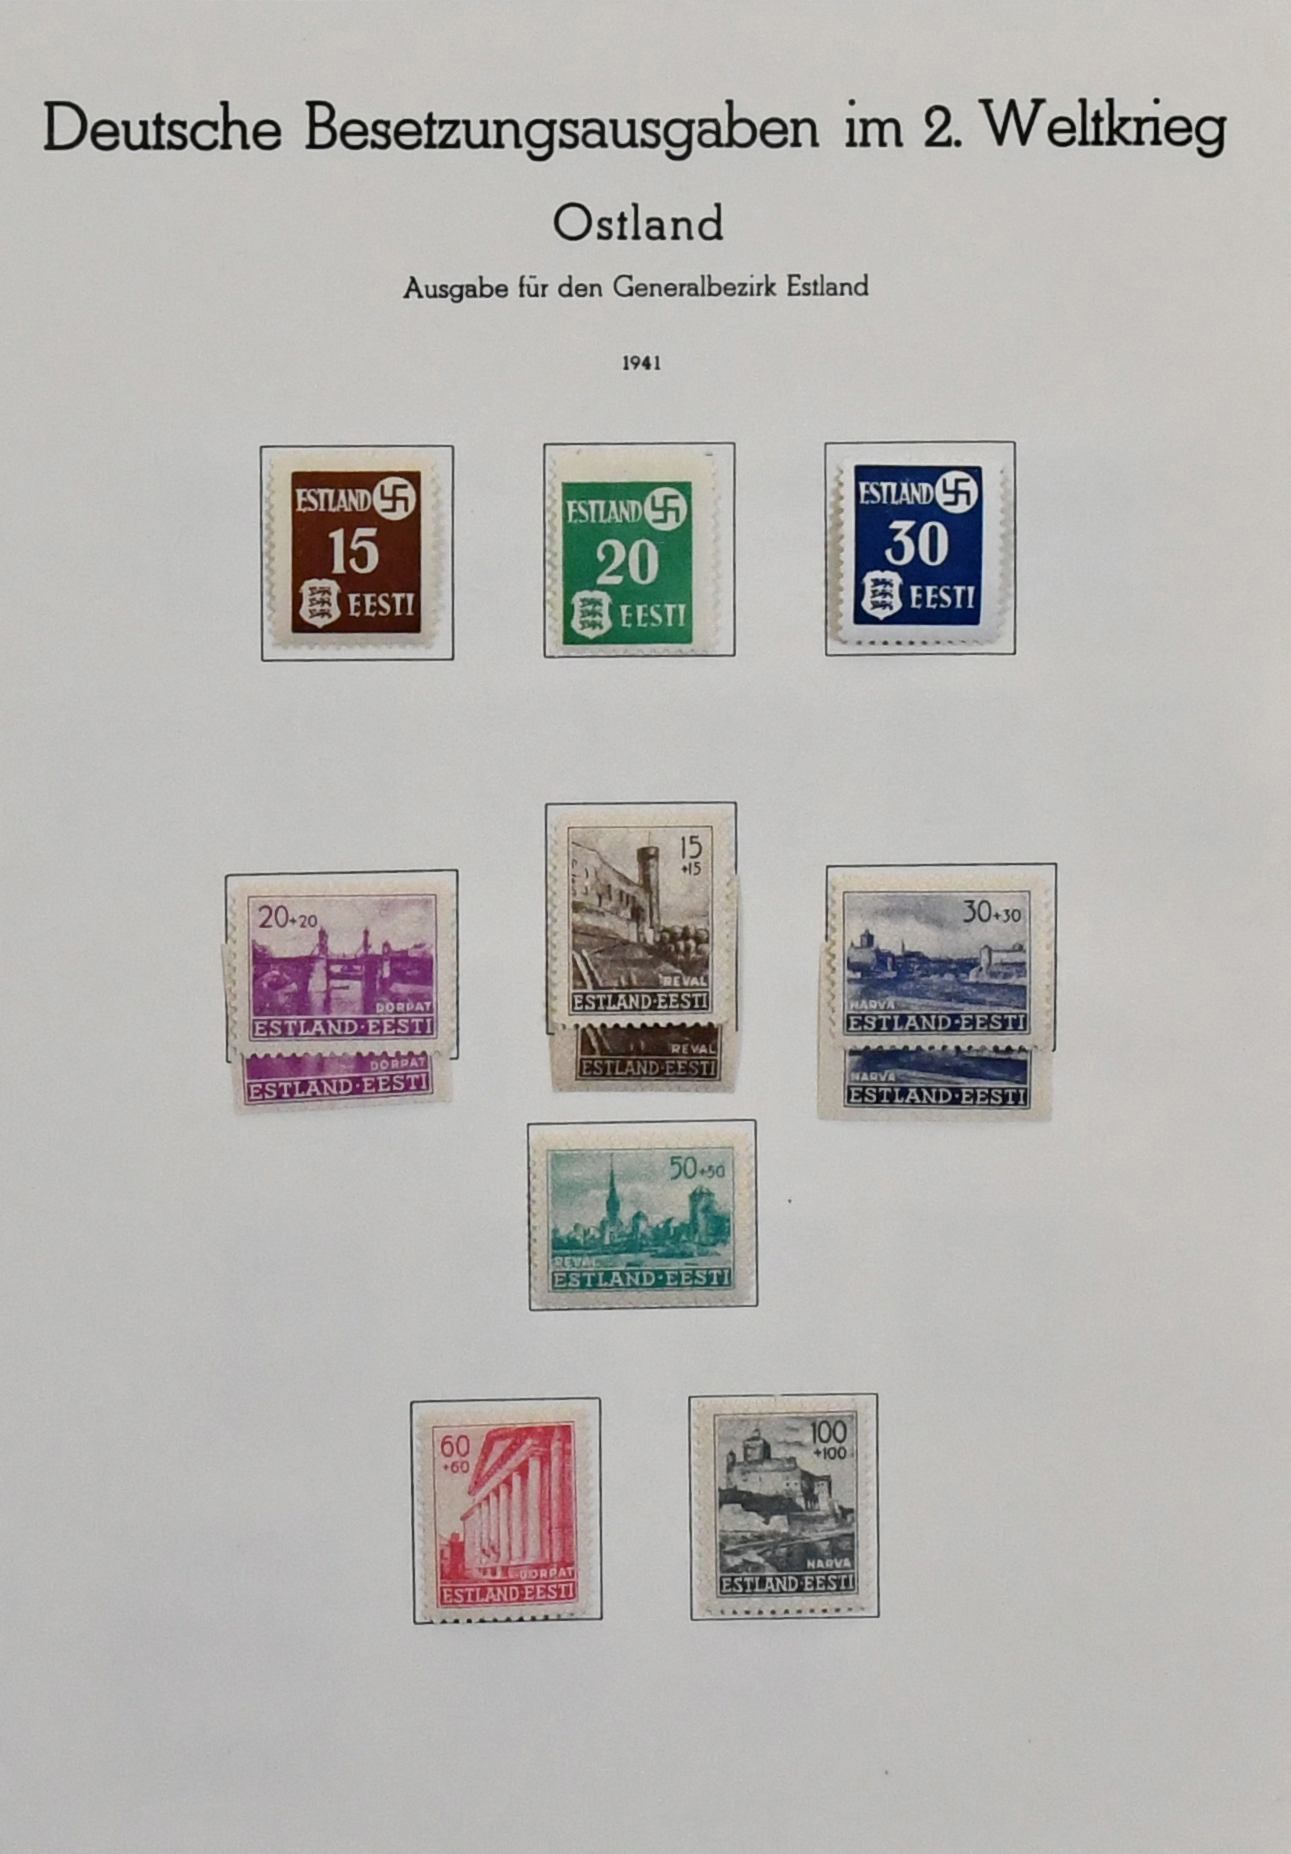 Deutsche Besetzungsausgaben im 2. Weltkrieg
Ostland
Ausgabe für den Generalbezirk Estland
1941
ESTLAND
15
EESTI
ESTLAND
20
EESTI
ESTLAND
30
EESTI
20+20
DORPAT
ESTLAND·EESTI
DORPAT
ESTLAND·EESTI
15
+15
REVAL
ESTLAND·EESTI
REVAL
ESTLAND·EESTI
30+30
NARVA
ESTLAND·EESTI
NARVA
ESTLAND·EESTI
50+50
REVAL
ESTLAND·EESTI
60
+60
DORPAT
ESTLAND·EESTI
100
+100
NARVA
ESTLAND·EESTI